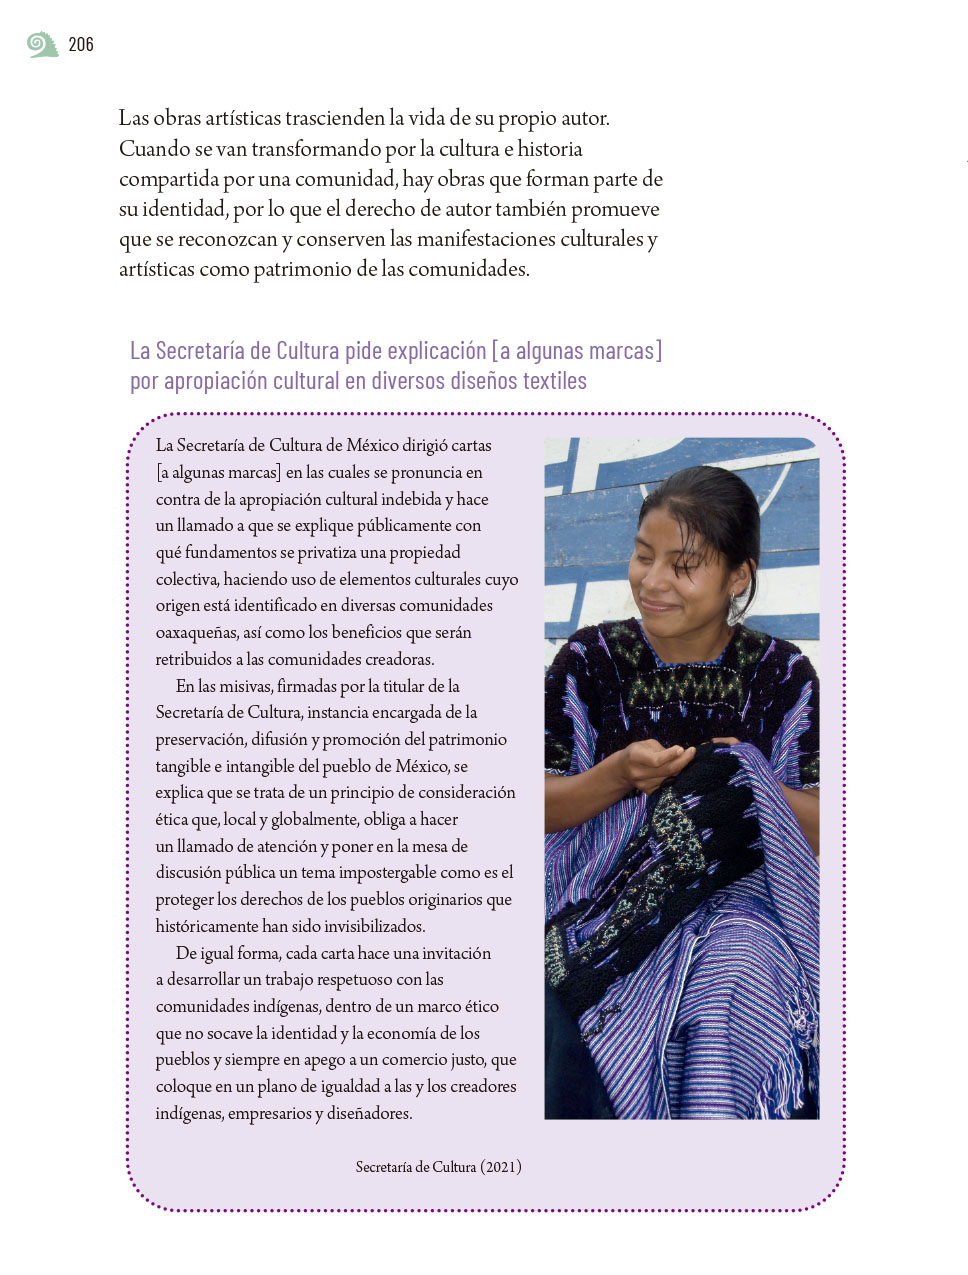 206
Las obras artísticas trascienden la vida de su propio autor.
Cuando se van transformando por la cultura e historia
compartida por una comunidad, hay obras que forman parte de
su identidad, por lo que el derecho de autor también promueve
que se reconozcan y conserven las manifestaciones culturales y
artísticas como patrimonio de las comunidades.
La Secretaría de Cultura pide explicación [a algunas marcas]
por apropiación cultural en diversos diseños textiles
La Secretaría de Cultura de México dirigió cartas
[a algunas marcas] en las cuales se pronuncia en
contra de la apropiación cultural indebida y hace
un llamado a que se explique públicamente con
qué fundamentos se privatiza una propiedad
colectiva, haciendo uso de elementos culturales cuyo
origen está identificado en diversas comunidades
oaxaqueñas, así como los beneficios que serán
retribuidos a las comunidades creadoras.
En las misivas, firmadas por la titular de la
Secretaría de Cultura, instancia encargada de la
preservación, difusión y promoción del patrimonio
tangible e intangible del pueblo de México, se
explica que se trata de un principio de consideración
ética que, local y globalmente, obliga a hacer
un llamado de atención y poner en la mesa de
discusión pública un tema impostergable como es el
proteger los derechos de los pueblos originarios que
históricamente han sido invisibilizados.
De igual forma, cada carta hace una invitación
a desarrollar un trabajo respetuoso con las
comunidades indígenas, dentro de un marco ético
que no socave la identidad y la economía de los
pueblos y siempre en apego a un comercio justo, que
coloque en un plano de igualdad a las y los creadores
indígenas, empresarios y diseñadores.
Secretaría de Cultura (2021)